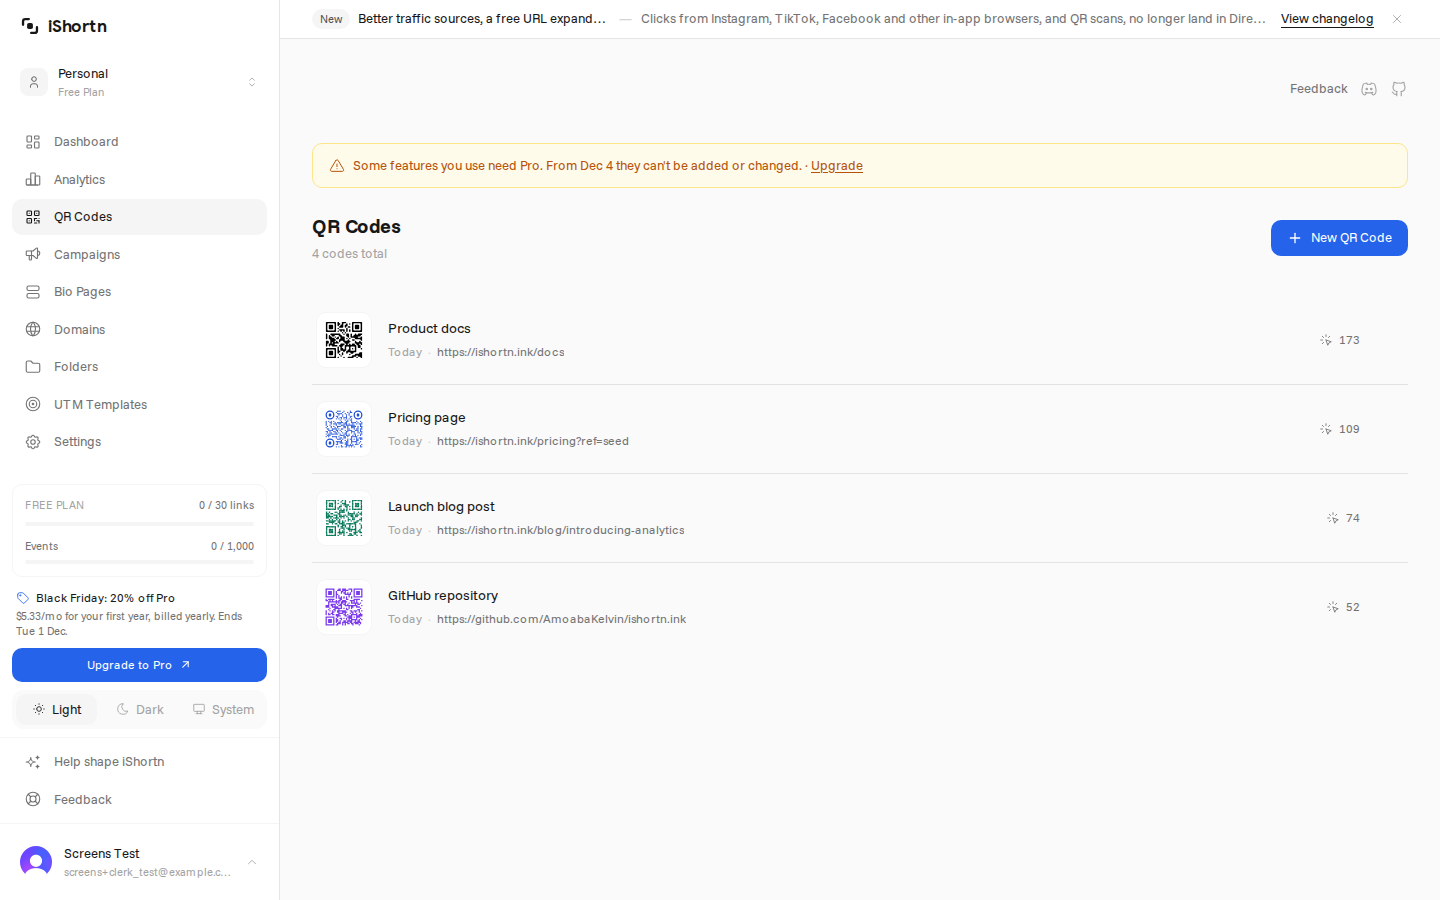 iShortn
Personal
Free Plan
Dashboard
Analytics
QR Codes
Campaigns
Bio Pages
Domains
Folders
UTM Templates
Settings
FREE PLAN 0 / 30 links
Events 0 / 1,000
Black Friday: 20% off Pro
$5.33/mo for your first year, billed yearly. Ends
Tue 1 Dec.
Upgrade to Pro
Light Dark System
Help shape iShortn
Feedback
Screens Test
screens+clerk_test@example.c...
New Better traffic sources, a free URL expand... — Clicks from Instagram, TikTok, Facebook and other in-app browsers, and QR scans, no longer land in Dire... View changelog
Feedback
Some features you use need Pro. From Dec 4 they can't be added or changed. · Upgrade
QR Codes
4 codes total
New QR Code
Product docs
Today · https://ishortn.ink/docs
173
Pricing page
Today · https://ishortn.ink/pricing?ref=seed
109
Launch blog post
Today · https://ishortn.ink/blog/introducing-analytics
74
GitHub repository
Today · https://github.com/AmoabaKelvin/ishortn.ink
52